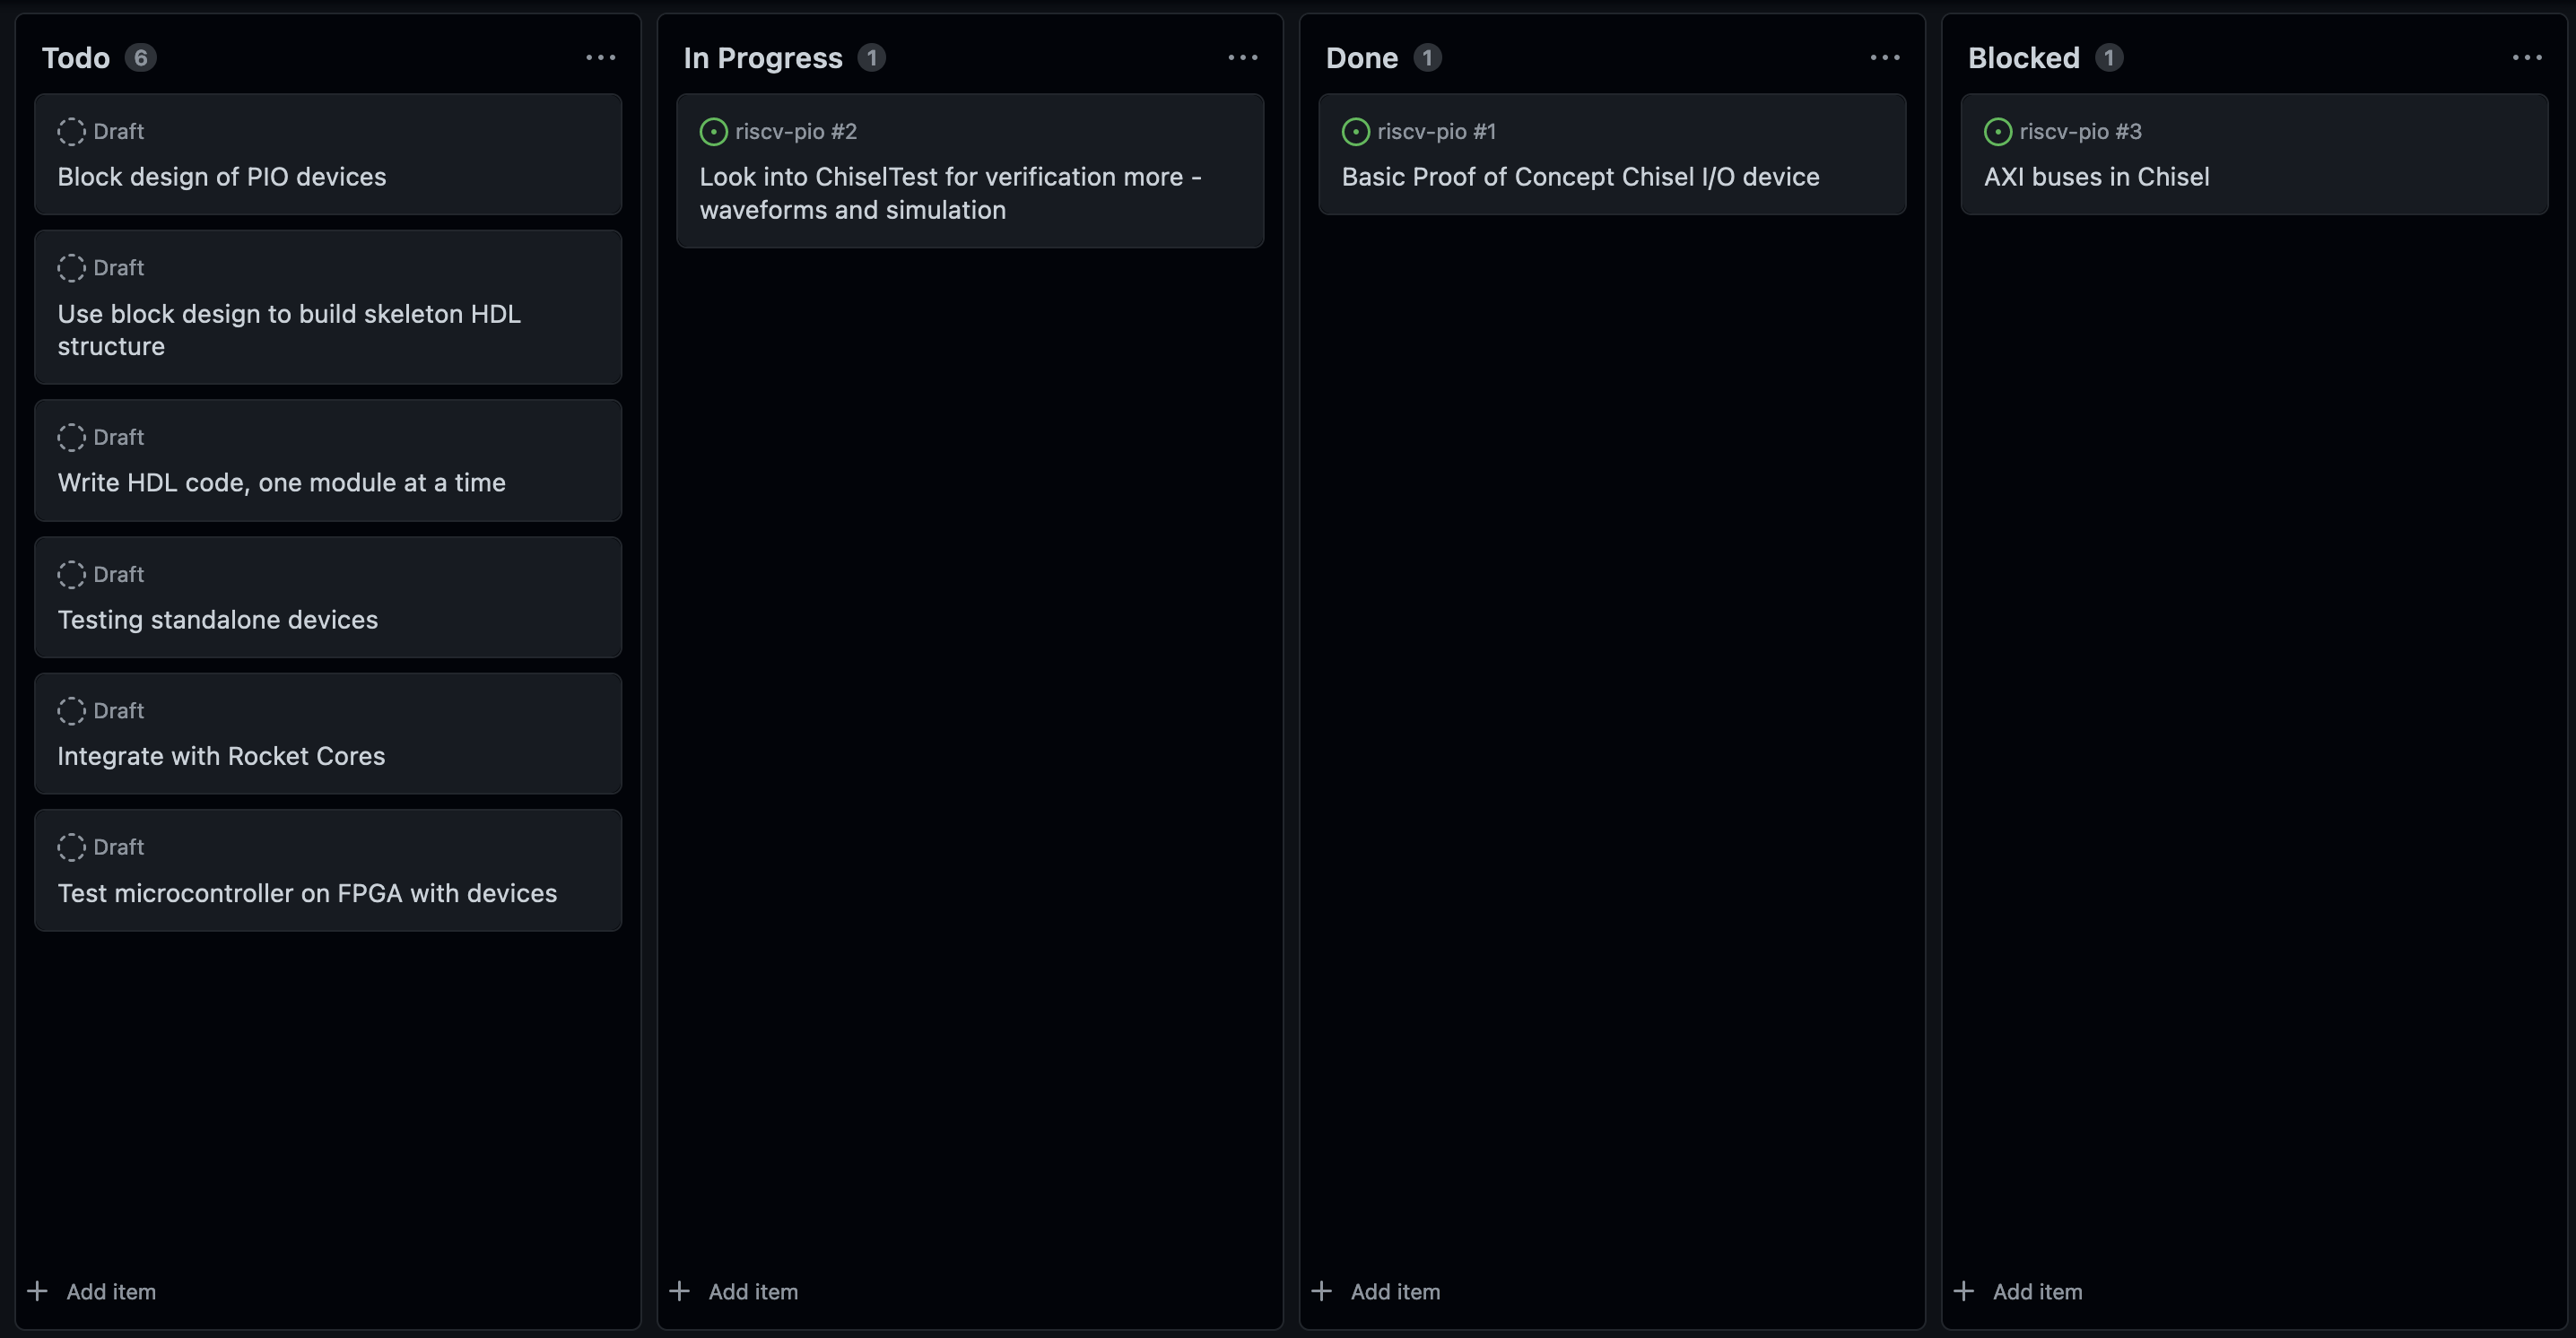 Todo 6
Draft
Block design of PIO devices
Draft
Use block design to build skeleton HDL
structure
Draft
Write HDL code, one module at a time
Draft
Testing standalone devices
Draft
Integrate with Rocket Cores
Draft
Test microcontroller on FPGA with devices
+ Add item
In Progress 1
riscv-pio #2
Look into ChiselTest for verification more -
waveforms and simulation
+ Add item
Done 1
riscv-pio #1
Basic Proof of Concept Chisel I/O device
+ Add item
Blocked 1
riscv-pio #3
AXI buses in Chisel
+ Add item